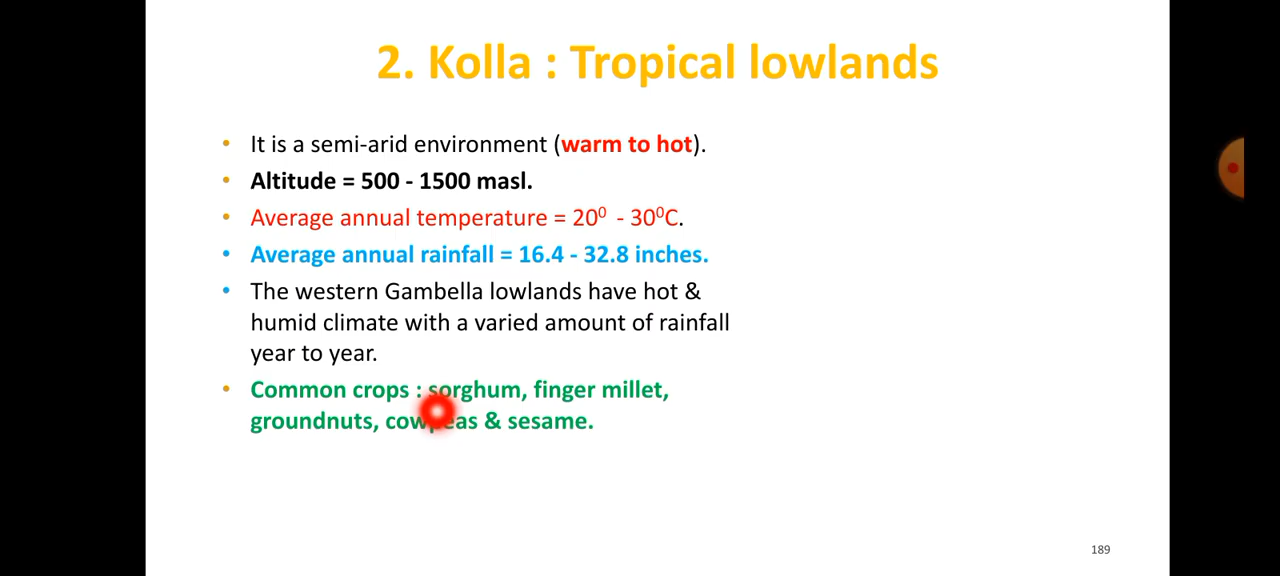 2. Kolla : Tropical lowlands
• It is a semi-arid environment (warm to hot).
• Altitude = 500 - 1500 masl.
• Average annual temperature = 20⁰ - 30⁰C.
• Average annual rainfall = 16.4 - 32.8 inches.
• The western Gambella lowlands have hot &
humid climate with a varied amount of rainfall
year to year.
• Common crops : sorghum, finger millet,
groundnuts, cowpeas & sesame.
189